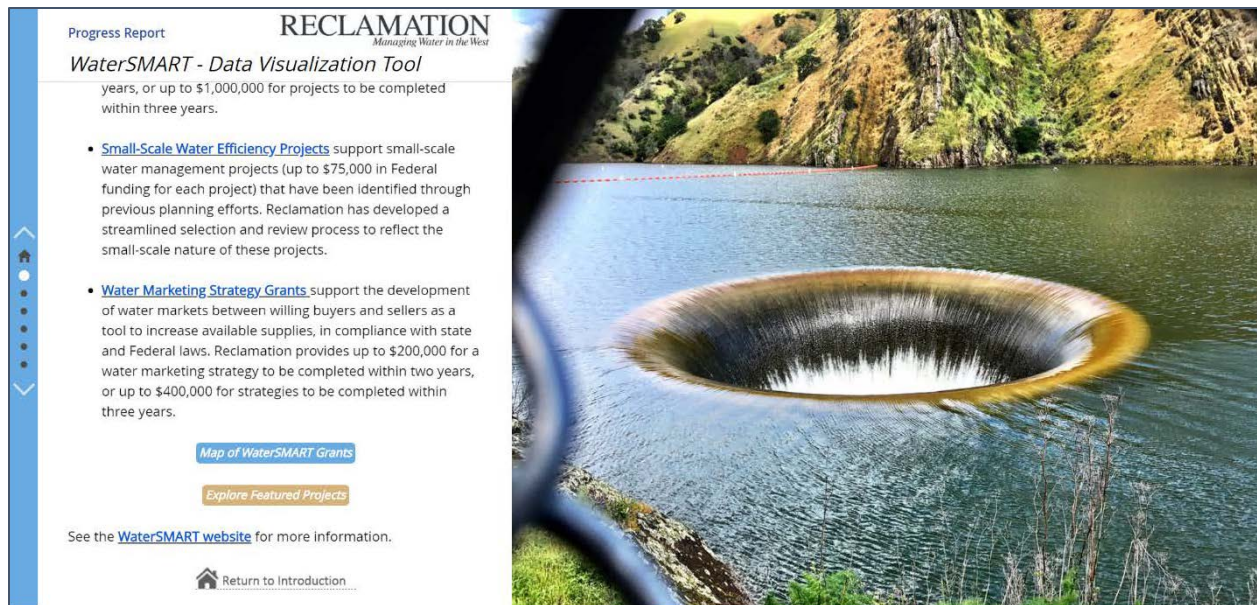 Progress Report
RECLAMATION
Managing Water in the West
WaterSMART - Data Visualization Tool
years, or up to $1,000,000 for projects to be completed
within three years.
• Small-Scale Water Efficiency Projects support small-scale
water management projects (up to $75,000 in Federal
funding for each project) that have been identified through
previous planning efforts. Reclamation has developed a
streamlined selection and review process to reflect the
small-scale nature of these projects.
• Water Marketing Strategy Grants support the development
of water markets between willing buyers and sellers as a
tool to increase available supplies, in compliance with state
and Federal laws. Reclamation provides up to $200,000 for a
water marketing strategy to be completed within two years,
or up to $400,000 for strategies to be completed within
three years.
Map of WaterSMART Grants
Explore Featured Projects
See the WaterSMART website for more information.
Return to Introduction